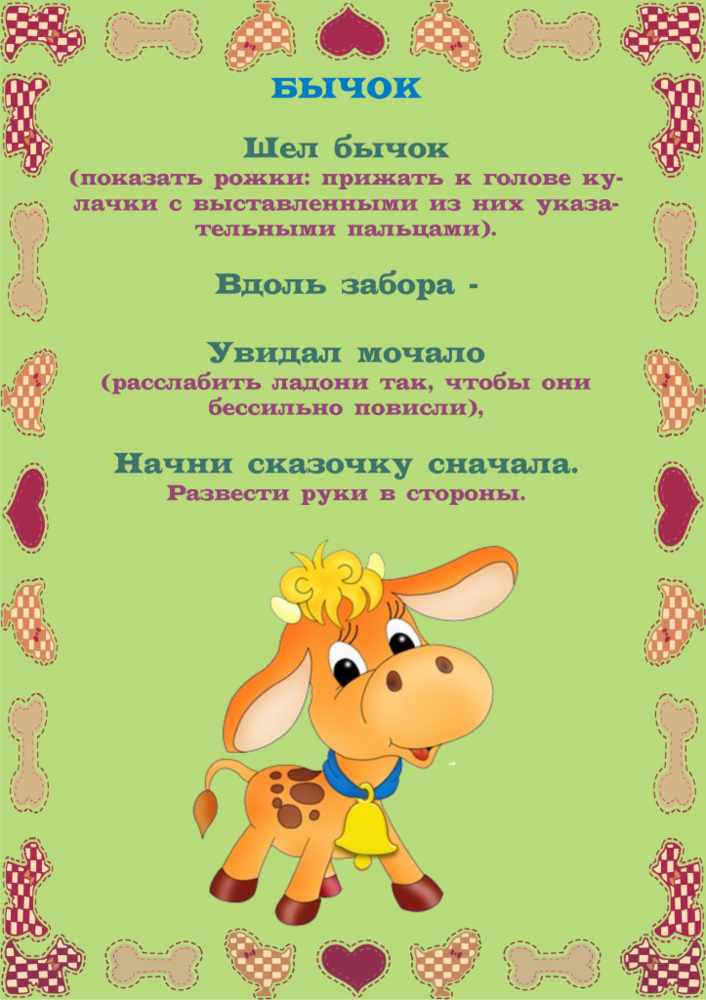 БЫЧОК
Шел бычок
(показать рожки: прижать к голове ку-
лачки с выставленными из них указа-
тельными пальцами).
Вдоль забора -
Увидал мочало
(расслабить ладони так, чтобы они
бессильно повисли),
Начни сказочку сначала.
Развести руки в стороны.